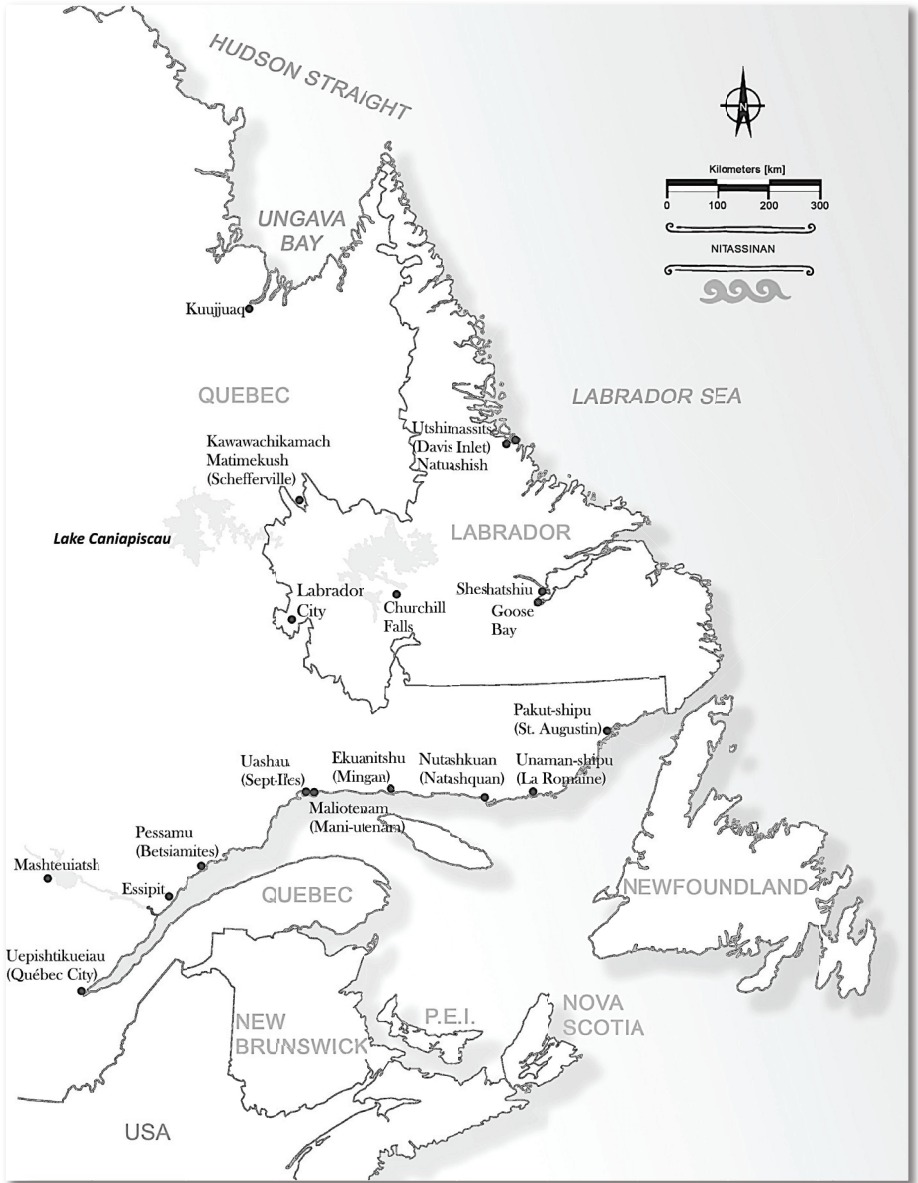 HUDSON STRAIGHT
N
Kilometers [km]
0 100 200 300
NITASSINAN
UNGAVA
BAY
Kuujjuaq
QUEBEC
LABRADOR SEA
Utshimassits
(Davis Inlet)
Natuashish
Kawawachikamach
Matimekush
(Schefferville)
Lake Caniapiscau
LABRADOR
Labrador
City
Churchill
Falls
Sheshatshiu
Goose
Bay
Pakut-shipu
(St. Augustin)
Uashau
(Sept-Iles)
Ekuanitshu
(Mingan)
Nutashkuan
(Natashquan)
Unaman-shipu
(La Romaine)
Maliotenam
(Mani-utenam)
Pessamu
(Betsiamites)
Mashteuiatsh
Essipit
QUEBEC
NEWFOUNDLAND
Uepishtikueiau
(Québec City)
NEW
BRUNSWICK
P.E.I.
NOVA
SCOTIA
USA